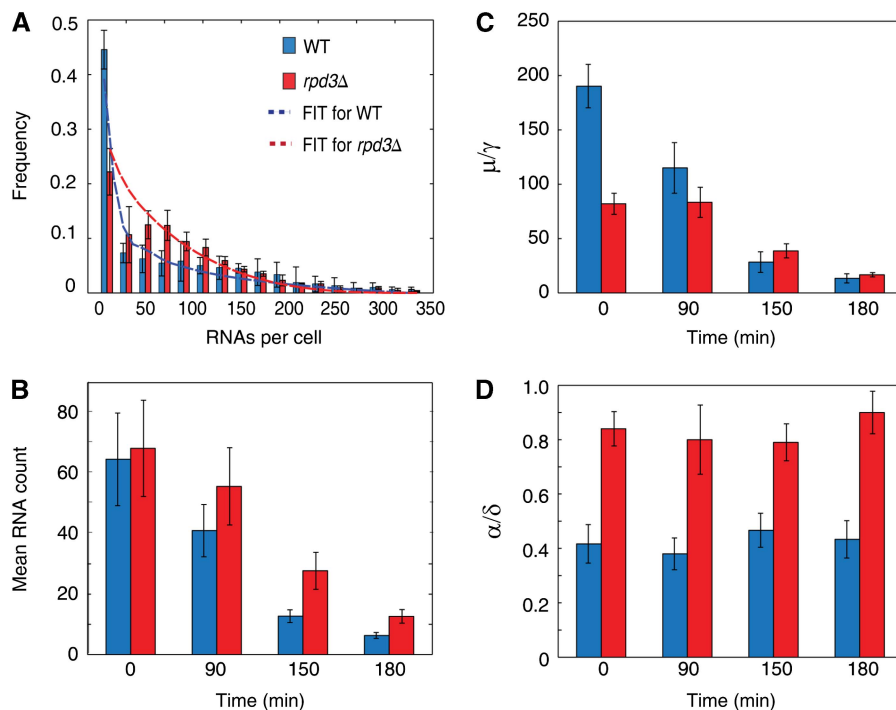 A
0.5
0.4
0.3
0.2
0.1
0
Frequency
0 50 100 150 200 250 300 350
RNAs per cell
WT
rpd3Δ
FIT for WT
FIT for rpd3Δ
B
80
60
40
20
10
0
Mean RNA count
0 90 150 180
Time (min)
C
250
200
150
100
50
0
μ/γ
0 90 150 180
Time (min)
D
1.0
0.8
0.6
0.4
0.2
0
α/δ
0 90 150 180
Time (min)